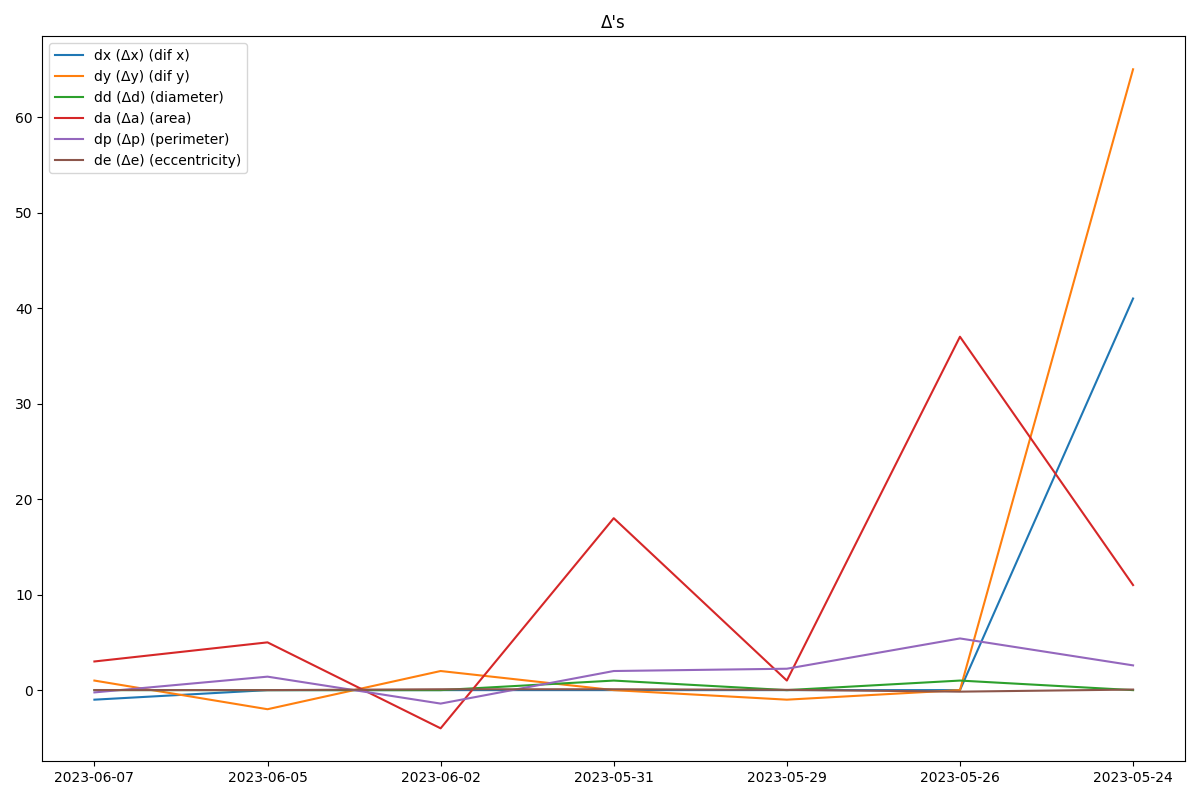 Δ's
dx (Δx) (dif x)
dy (Δy) (dif y)
dd (Δd) (diameter)
da (Δa) (area)
dp (Δp) (perimeter)
de (Δe) (eccentricity)
60
50
40
30
20
10
0
2023-06-07 2023-06-05 2023-06-02 2023-05-31 2023-05-29 2023-05-26 2023-05-24